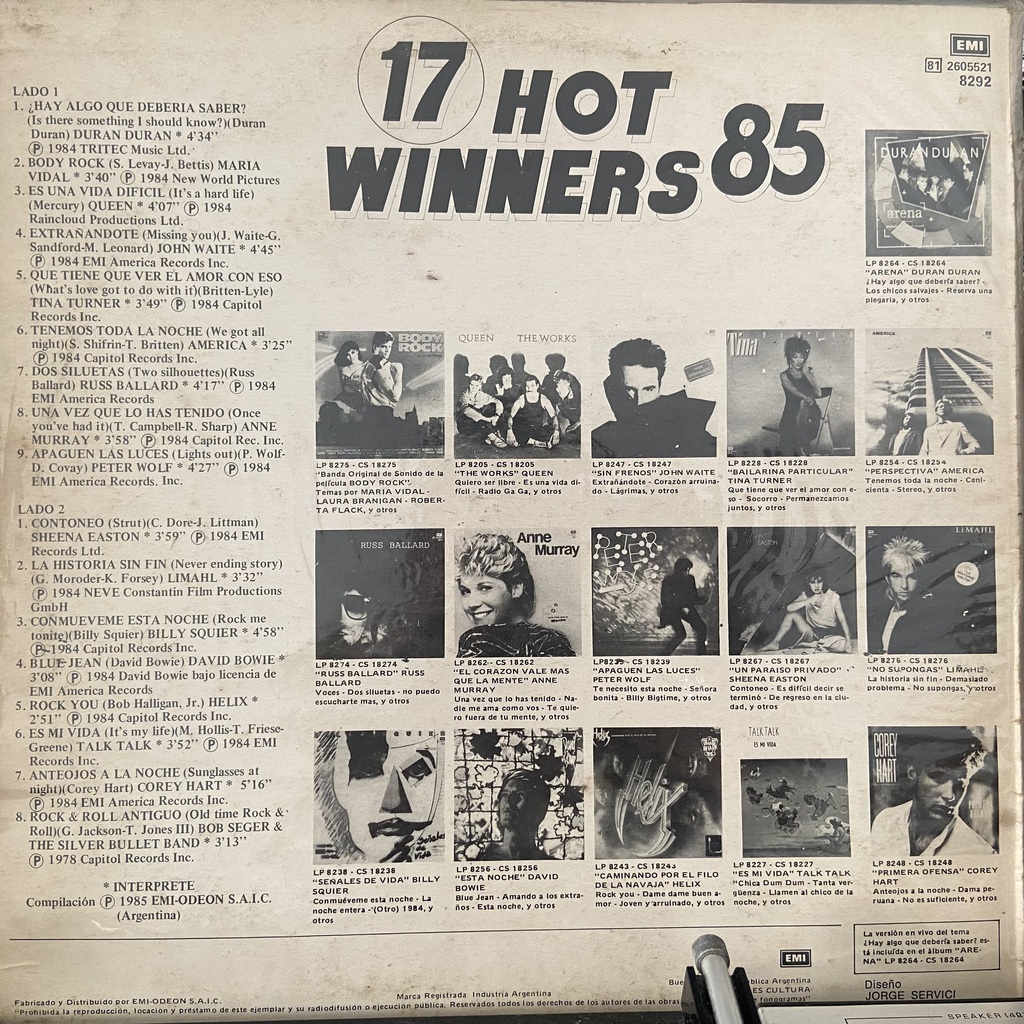 17 HOT
WINNERS 85
EMI
81 2605521
8292
LADO 1
1. ¿HAY ALGO QUE DEBERIA SABER?
(Is there something I should know?)(Duran
Duran) DURAN DURAN * 4'34"
Ⓟ 1984 TRITEC Music Ltd.
2. BODY ROCK (S. Levay-J. Bettis) MARIA
VIDAL * 3'40" Ⓟ 1984 New World Pictures
3. ES UNA VIDA DIFICIL (It's a hard life)
(Mercury) QUEEN * 4'07" Ⓟ 1984
Raincloud Productions Ltd.
4. EXTRAÑANDOTE (Missing you)(J. Waite-G.
Sandford-M. Leonard) JOHN WAITE * 4'45"
Ⓟ 1984 EMI America Records Inc.
5. QUE TIENE QUE VER EL AMOR CON ESO
(What's love got to do with it)(Britten-Lyle)
TINA TURNER * 3'49" Ⓟ 1984 Capitol
Records Inc.
6. TENEMOS TODA LA NOCHE (We got all
night)(S. Shifrin-T. Britten) AMERICA * 3'25"
Ⓟ 1984 Capitol Records Inc.
7. DOS SILUETAS (Two silhouettes)(Russ
Ballard) RUSS BALLARD * 4'17" Ⓟ 1984
EMI America Records
8. UNA VEZ QUE LO HAS TENIDO (Once
you've had it)(T. Campbell-R. Sharp) ANNE
MURRAY * 3'58" Ⓟ 1984 Capitol Rec. Inc.
9. APAGUEN LAS LUCES (Lights out)(P. Wolf-
D. Covay) PETER WOLF * 4'27" Ⓟ 1984
EMI America Records. Inc.
LADO 2
1. CONTONEO (Strut)(C. Dore-J. Littman)
SHEENA EASTON * 3'59" Ⓟ 1984 EMI
Records Ltd.
2. LA HISTORIA SIN FIN (Never ending story)
(G. Moroder-K. Forsey) LIMAHL * 3'32"
Ⓟ 1984 NEVE Constantin Film Productions
GmbH
3. CONMUEVEME ESTA NOCHE (Rock me
tonite)(Billy Squier) BILLY SQUIER * 4'58"
Ⓟ 1984 Capitol Records Inc.
4. BLUE JEAN (David Bowie) DAVID BOWIE *
3'08" Ⓟ 1984 David Bowie bajo licencia de
EMI America Records
5. ROCK YOU (Bob Halligan, Jr.) HELIX *
2'51" Ⓟ 1984 Capitol Records Inc.
6. ES MI VIDA (It's my life)(M. Hollis-T. Friese-
Greene) TALK TALK * 3'52" Ⓟ 1984 EMI
Records Inc.
7. ANTEOJOS A LA NOCHE (Sunglasses at
night)(Corey Hart) COREY HART * 5'16"
Ⓟ 1984 EMI America Records Inc.
8. ROCK & ROLL ANTIGUO (Old time Rock &
Roll)(G. Jackson-T. Jones III) BOB SEGER &
THE SILVER BULLET BAND * 3'13"
Ⓟ 1978 Capitol Records Inc.
* INTERPRETE
Compilación Ⓟ 1985 EMI-ODEON S.A.I.C.
(Argentina)
DURAN DURAN
arena
LP 8264 - CS 18264
"ARENA" DURAN DURAN
¿Hay algo que debería saber? -
Los chicos salvajes - Reserva una
plegaria, y otros
BODY
ROCK
LP 8275 - CS 18275
"Banda Original de Sonido de la
película BODY ROCK".
Temas por MARIA VIDAL -
LAURA BRANIGAN - ROBER-
TA FLACK, y otros
QUEEN THE WORKS
LP 8205 - CS 18205
"THE WORKS" QUEEN
Quiero ser libre - Es una vida di-
fícil - Radio Ga Ga, y otros
LP 8247 - CS 18247
"SIN FRENOS" JOHN WAITE
Extrañándote - Corazón arruina-
do - Lágrimas, y otros
Tina
LP 8228 - CS 18228
"BAILARINA PARTICULAR"
TINA TURNER
Que tiene que ver el amor con e-
so - Socorro - Permanezcamos
juntos, y otros
AMERICA
LP 8254 - CS 18254
"PERSPECTIVA" AMERICA
Tenemos toda la noche - Ceni-
cienta - Stereo, y otros
RUSS BALLARD
LP 8274 - CS 18274
"RUSS BALLARD" RUSS
BALLARD
Voces - Dos siluetas - no puedo
escucharte mas, y otros
Anne
Murray
LP 8262 - CS 18262
"EL CORAZON VALE MAS
QUE LA MENTE" ANNE
MURRAY
Una vez que lo has tenido - Na-
die me ama como vos - Te quie-
ro fuera de tu mente, y otros
PETER
WOLF
LP 8239 - CS 18239
"APAGUEN LAS LUCES"
PETER WOLF
Te necesito esta noche - Señora
bonita - Billy Bigtime, y otros
EASTON
LP 8267 - CS 18267
"UN PARAISO PRIVADO"
SHEENA EASTON
Contoneo - Es difícil decir se
terminó - De regreso en la ciu-
dad, y otros
LIMAHL
LP 8276 - CS 18276
"NO SUPONGAS" LIMAHL
La historia sin fin - Demasiado
problema - No supongas, y otros
Señales
de
Vida
LP 8238 - CS 18238
"SEÑALES DE VIDA" BILLY
SQUIER
Conmuéveme esta noche - La
noche entera - (Otro) 1984, y
otros
LP 8256 - CS 18256
"ESTA NOCHE" DAVID
BOWIE
Blue Jean - Amando a los extra-
ños - Esta noche, y otros
Helix
LP 8243 - CS 18243
"CAMINANDO POR EL FILO
DE LA NAVAJA" HELIX
Rock you - Dame dame buen a-
mor - Joven y arruinado, y otros
TALK TALK
ES MI VIDA
LP 8227 - CS 18227
"ES MI VIDA" TALK TALK
"Chica Dum Dum - Tanta ver-
güenza - Llamen al chico de la
noche, y otros
COREY
HART
LP 8248 - CS 18248
"PRIMERA OFENSA" COREY
HART
Anteojos a la noche - Dama pe-
ruana - No es suficiente, y otros
La versión en vivo del tema
¿Hay algo que debería saber? es-
tá incluída en el álbum "ARE-
NA" LP 8264 - CS 18264
EMI
Diseño
JORGE SERVICI
Fabricado y Distribuído por EMI-ODEON S.A.I.C.
Marca Registrada Industria Argentina
"Prohibida la reproducción, locación y préstamo de este ejemplar y su radiodifusión o ejecución pública. Reservados todos los derechos de los autores de las obras
Bue
blica Argentina
ES CULTURA-
fonogramas"
SPEAKER